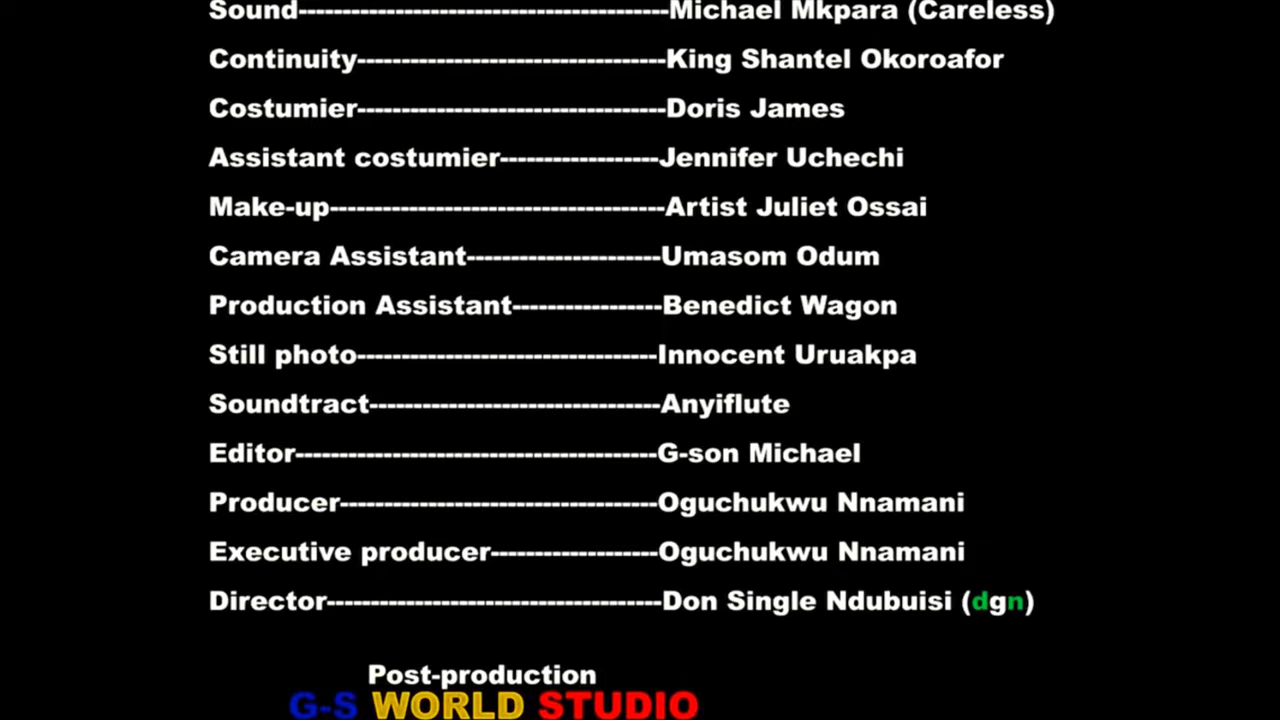 Sound------------------------------------------Michael Mkpara (Careless)
Continuity-----------------------------------King Shantel Okoroafor
Costumier-----------------------------------Doris James
Assistant costumier------------------Jennifer Uchechi
Make-up--------------------------------------Artist Juliet Ossai
Camera Assistant----------------------Umasom Odum
Production Assistant-----------------Benedict Wagon
Still photo----------------------------------Innocent Uruakpa
Soundtract---------------------------------Anyiflute
Editor-----------------------------------------G-son Michael
Producer------------------------------------Oguchukwu Nnamani
Executive producer-------------------Oguchukwu Nnamani
Director--------------------------------------Don Single Ndubuisi (dgn)
Post-production
G-S WORLD STUDIO